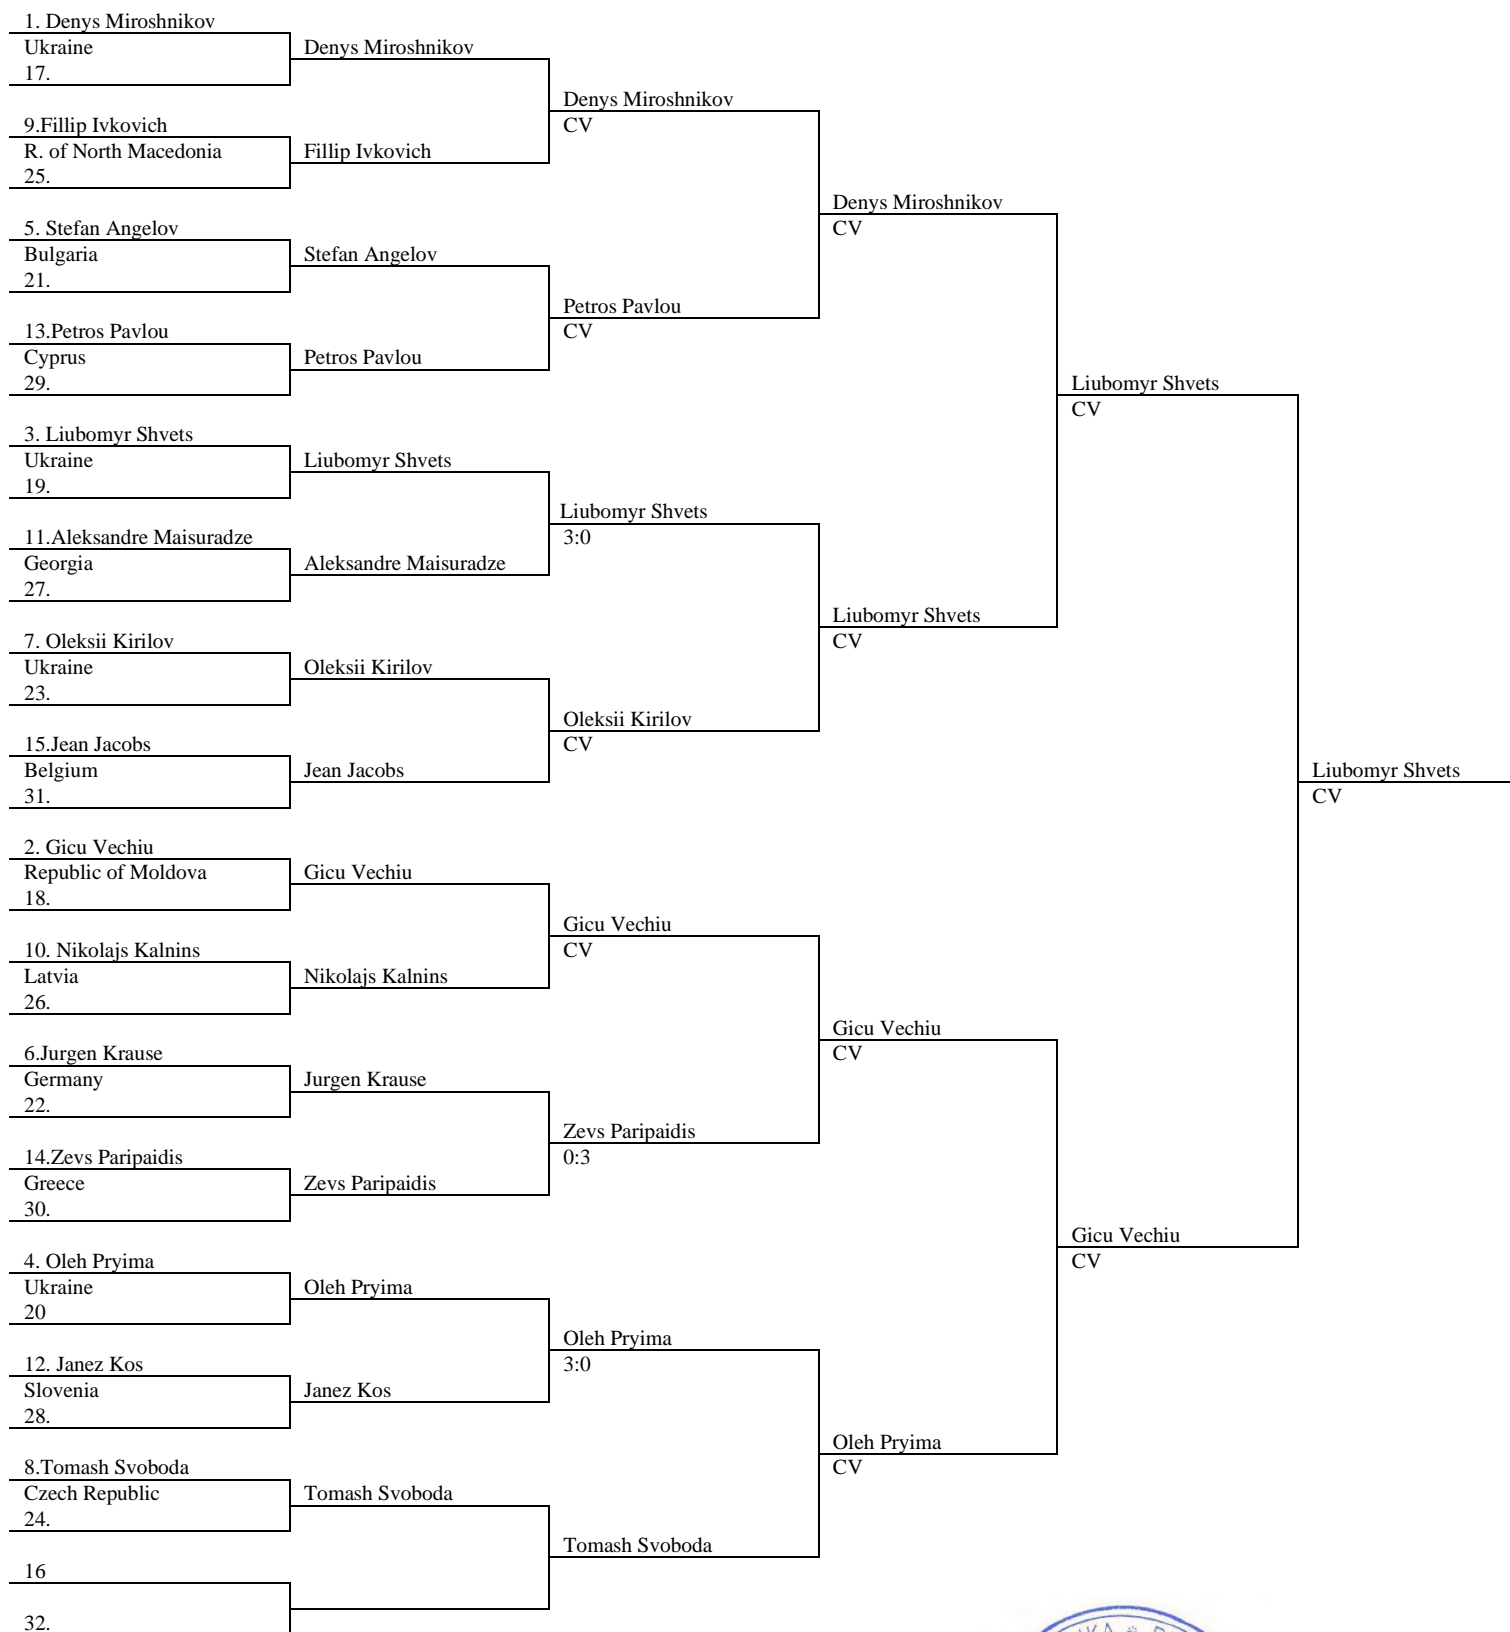 1. Denys Miroshnikov
Ukraine
17.
9.Fillip Ivkovich
R. of North Macedonia
25.
5. Stefan Angelov
Bulgaria
21.
13.Petros Pavlou
Cyprus
29.
3. Liubomyr Shvets
Ukraine
19.
11.Aleksandre Maisuradze
Georgia
27.
7. Oleksii Kirilov
Ukraine
23.
15.Jean Jacobs
Belgium
31.
2. Gicu Vechiu
Republic of Moldova
18.
10. Nikolajs Kalnins
Latvia
26.
6.Jurgen Krause
Germany
22.
14.Zevs Paripaidis
Greece
30.
4. Oleh Pryima
Ukraine
20
12. Janez Kos
Slovenia
28.
8.Tomash Svoboda
Czech Republic
24.
16
32.
Denys Miroshnikov
Fillip Ivkovich
Stefan Angelov
Petros Pavlou
Liubomyr Shvets
Aleksandre Maisuradze
Oleksii Kirilov
Jean Jacobs
Gicu Vechiu
Nikolajs Kalnins
Jurgen Krause
Zevs Paripaidis
Oleh Pryima
Janez Kos
Tomash Svoboda
Denys Miroshnikov
CV
Petros Pavlou
CV
Liubomyr Shvets
3:0
Oleksii Kirilov
CV
Gicu Vechiu
CV
Zevs Paripaidis
0:3
Oleh Pryima
3:0
Tomash Svoboda
Denys Miroshnikov
CV
Liubomyr Shvets
CV
Gicu Vechiu
CV
Oleh Pryima
CV
Liubomyr Shvets
CV
Gicu Vechiu
CV
Liubomyr Shvets
CV